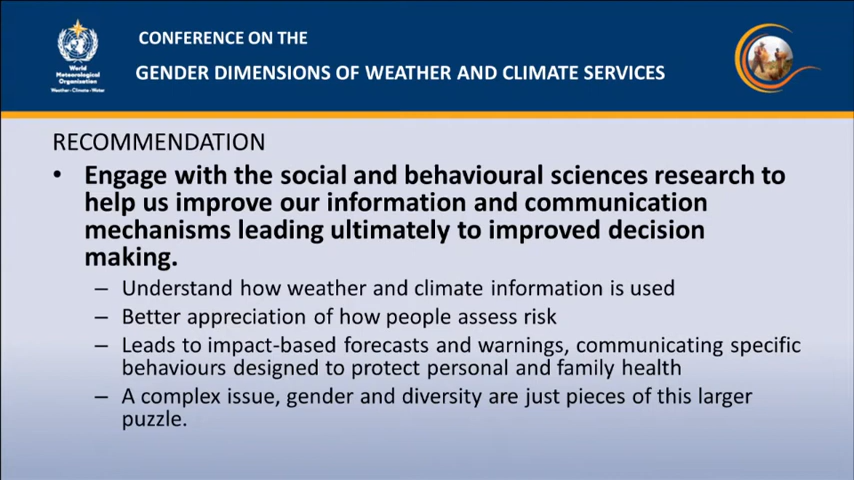 CONFERENCE ON THE
GENDER DIMENSIONS OF WEATHER AND CLIMATE SERVICES
World
Meteorological
Organization
Weather • Climate • Water
RECOMMENDATION
• Engage with the social and behavioural sciences research to
help us improve our information and communication
mechanisms leading ultimately to improved decision
making.
– Understand how weather and climate information is used
– Better appreciation of how people assess risk
– Leads to impact-based forecasts and warnings, communicating specific
behaviours designed to protect personal and family health
– A complex issue, gender and diversity are just pieces of this larger
puzzle.